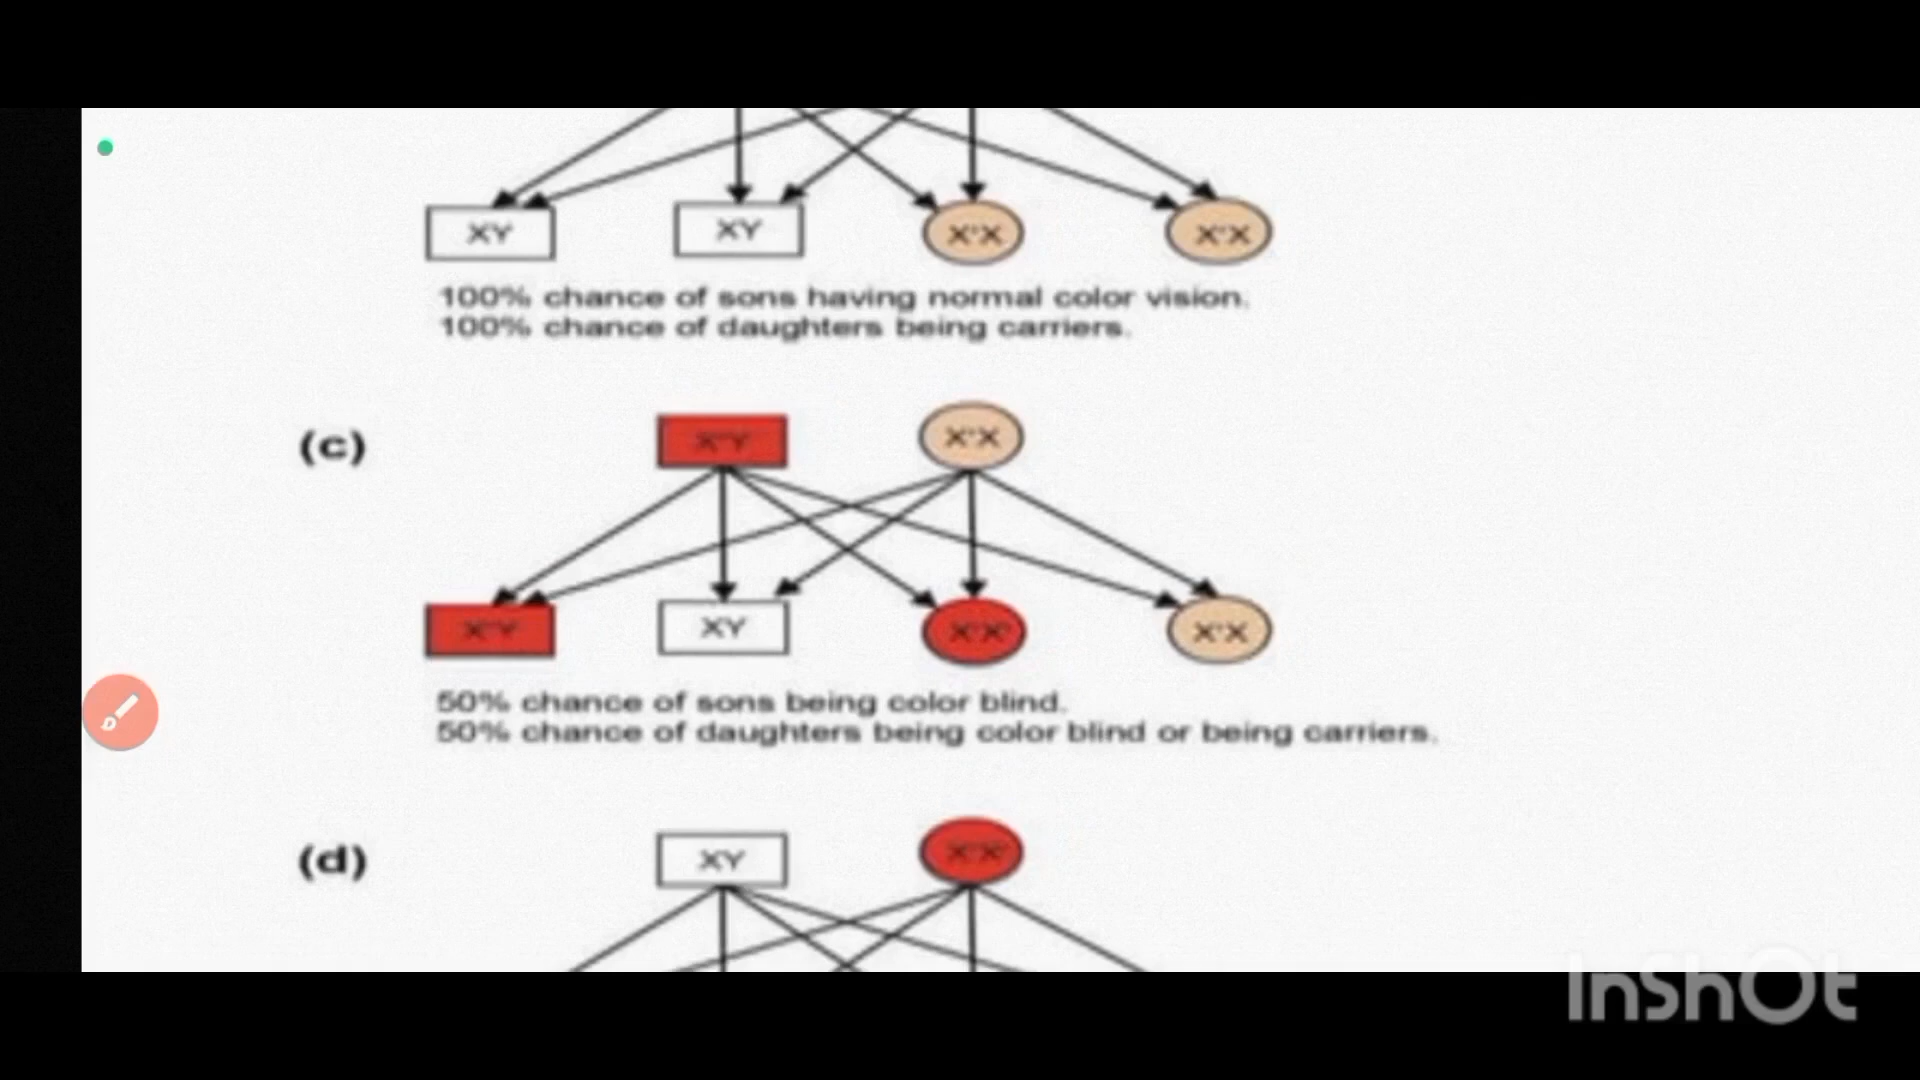 XY XY X'X X'X
100% chance of sons having normal color vision.
100% chance of daughters being carriers.
(c) X'Y X'X
X'Y XY X'X' X'X
50% chance of sons being color blind.
50% chance of daughters being color blind or being carriers.
(d) XY X'X'
InShOt